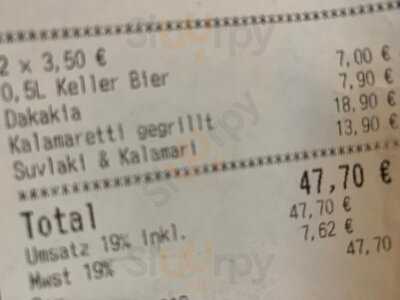 2 x 3,50 €
0,5L Keller Bier 7,00 €
Dakakia 7,90 €
Kalamaretti gegrillt 18,90 €
Suvlaki & Kalamari 13,90 €
Total 47,70 €
Umsatz 19% Inkl. 47,70 €
Mwst 19% 7,62 €
47,70